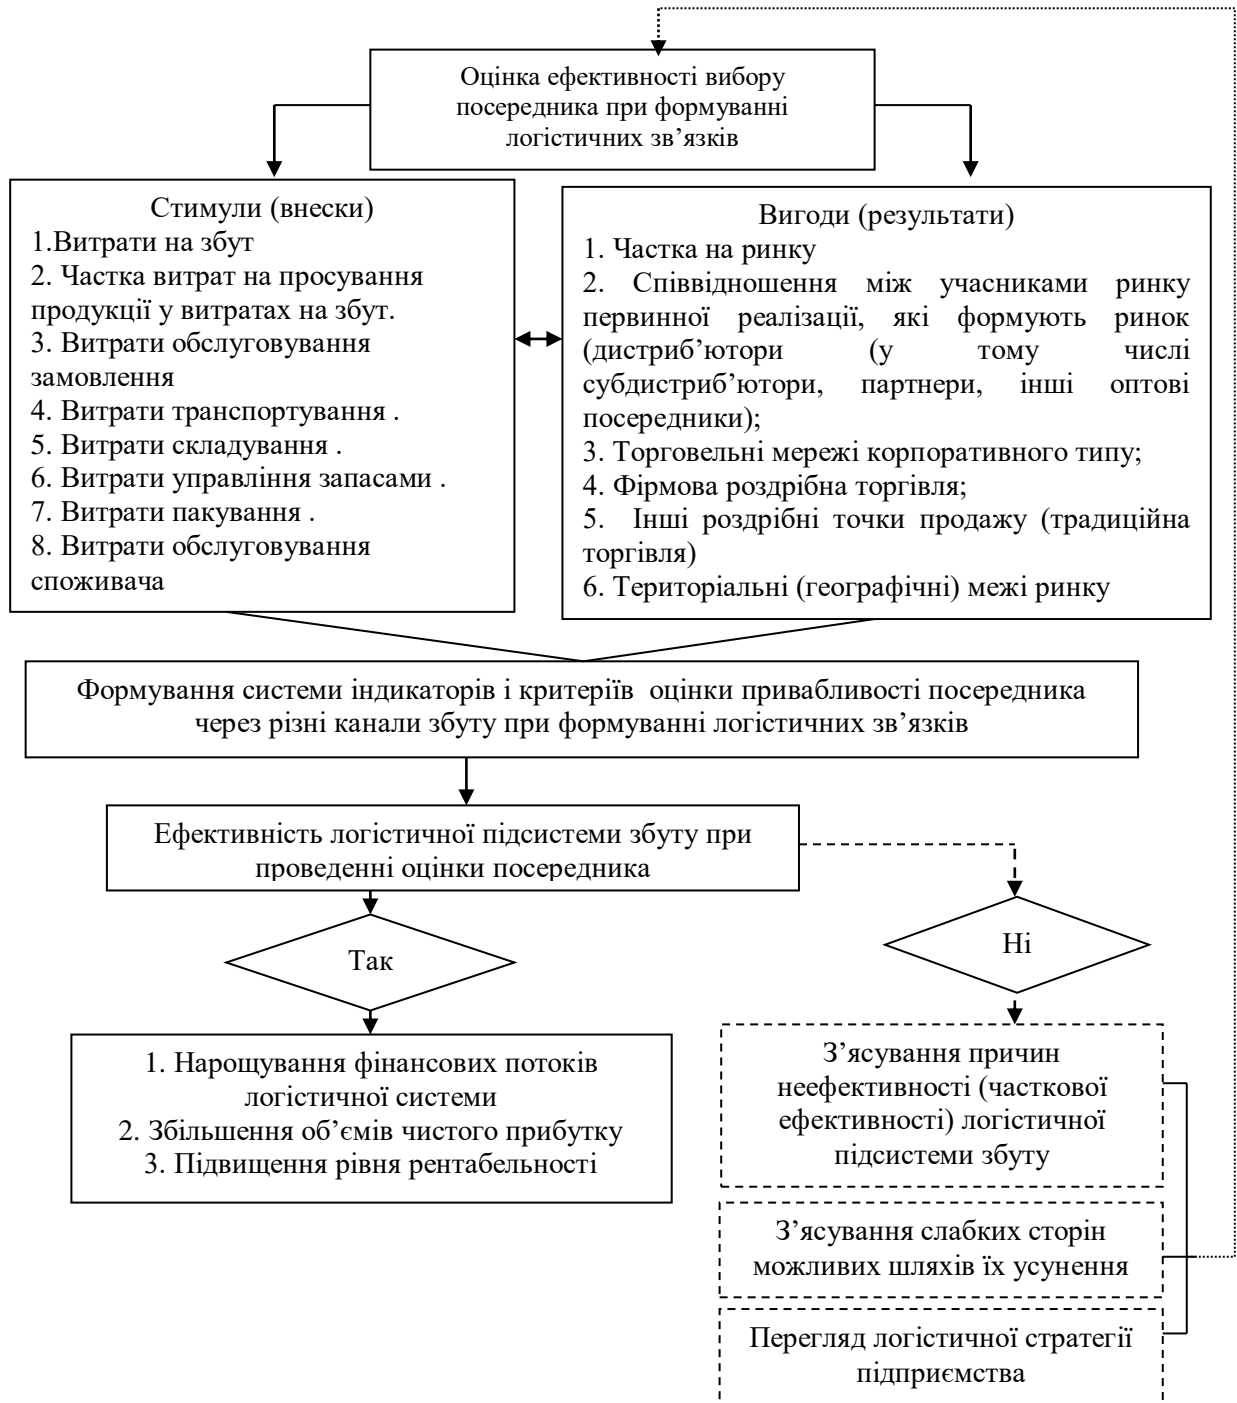 Оцінка ефективності вибору
посередника при формуванні
логістичних зв’язків
Стимули (внески)
1.Витрати на збут
2. Частка витрат на просування
продукції у витратах на збут.
3. Витрати обслуговування
замовлення
4. Витрати транспортування .
5. Витрати складування .
6. Витрати управління запасами .
7. Витрати пакування .
8. Витрати обслуговування
споживача
Вигоди (результати)
1. Частка на ринку
2. Співвідношення між учасниками ринку
первинної реалізації, які формують ринок
(дистриб’ютори (у тому числі
субдистриб’ютори, партнери, інші оптові
посередники);
3. Торговельні мережі корпоративного типу;
4. Фірмова роздрібна торгівля;
5. Інші роздрібні точки продажу (традиційна
торгівля)
6. Територіальні (географічні) межі ринку
Формування системи індикаторів і критеріїв оцінки привабливості посередника
через різні канали збуту при формуванні логістичних зв’язків
Ефективність логістичної підсистеми збуту при
проведенні оцінки посередника
Так
Ні
1. Нарощування фінансових потоків
логістичної системи
2. Збільшення об’ємів чистого прибутку
3. Підвищення рівня рентабельності
З’ясування причин
неефективності (часткової
ефективності) логістичної
підсистеми збуту
З’ясування слабких сторін
можливих шляхів їх усунення
Перегляд логістичної стратегії
підприємства